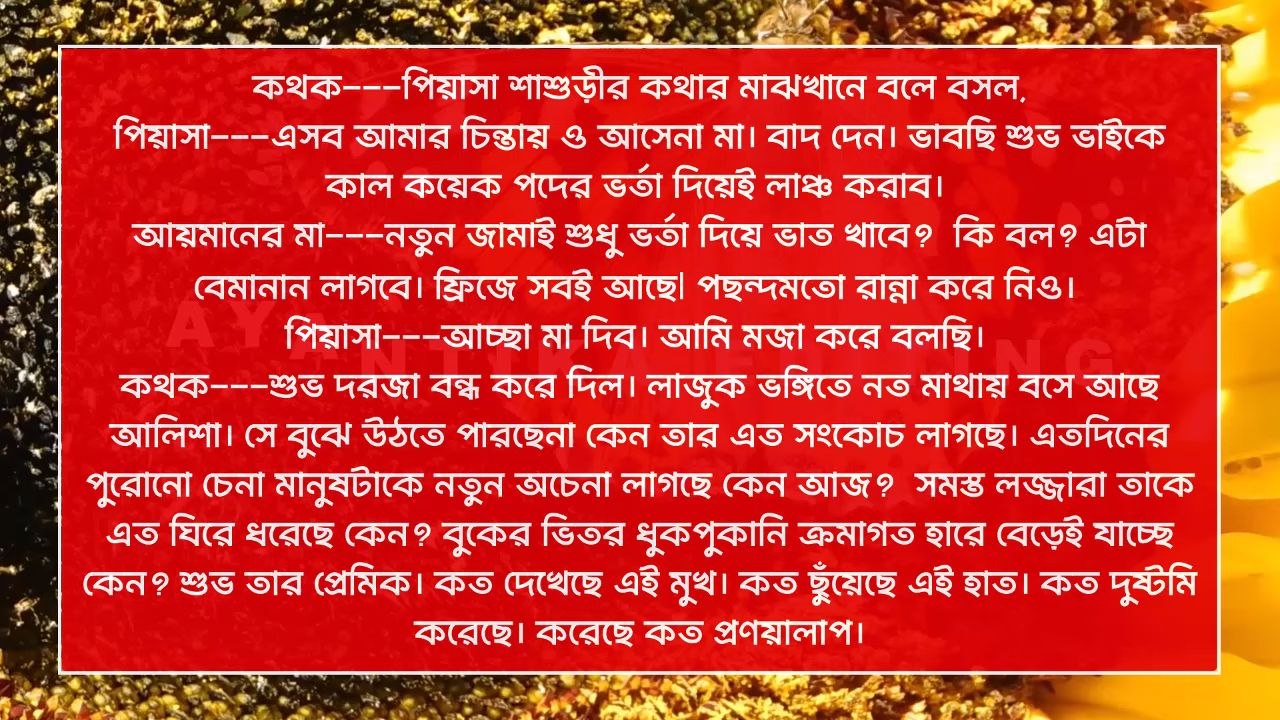 কথক---পিয়াসা শাশুড়ীর কথার মাঝখানে বলে বসল,
পিয়াসা---এসব আমার চিন্তায় ও আসেনা মা। বাদ দেন। ভাবছি শুভ ভাইকে
কাল কয়েক পদের ভর্তা দিয়েই লাঞ্চ করাব।
আয়মানের মা---নতুন জামাই শুধু ভর্তা দিয়ে ভাত খাবে? কি বল? এটা
বেমানান লাগবে। ফ্রিজে সবই আছে| পছন্দমতো রান্না করে নিও।
পিয়াসা---আচ্ছা মা দিব। আমি মজা করে বলছি।
AYANTIKA EDITING
কথক---শুভ দরজা বন্ধ করে দিল। লাজুক ভঙ্গিতে নত মাথায় বসে আছে
আলিশা। সে বুঝে উঠতে পারছেনা কেন তার এত সংকোচ লাগছে। এতদিনের
পুরোনো চেনা মানুষটাকে নতুন অচেনা লাগছে কেন আজ? সমস্ত লজ্জারা তাকে
এত ঘিরে ধরেছে কেন? বুকের ভিতর ধুকপুকানি ক্রমাগত হারে বেড়েই যাচ্ছে
কেন? শুভ তার প্রেমিক। কত দেখেছে এই মুখ। কত ছুঁয়েছে এই হাত। কত দুষ্টমি
করেছে। করেছে কত প্রণয়ালাপ।